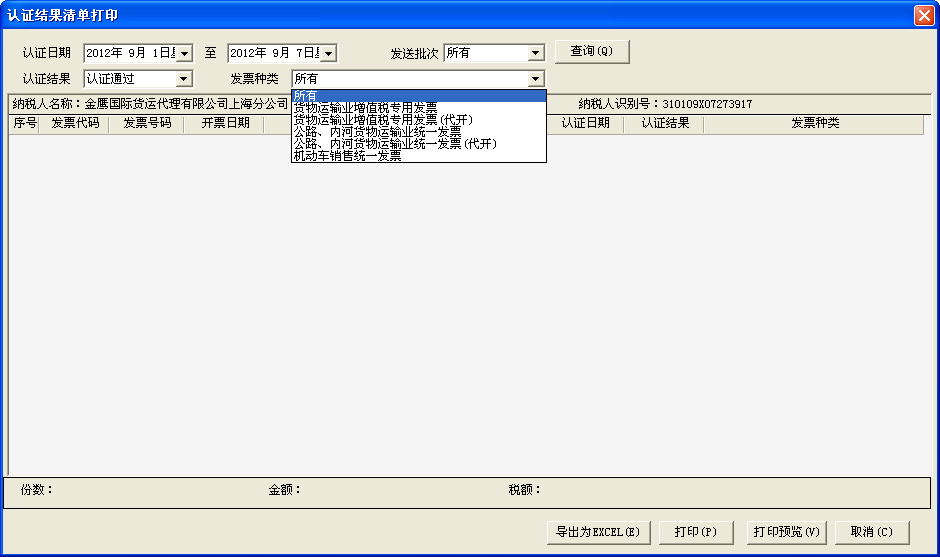 认证结果清单打印
认证日期 2012年 9月 1日 至 2012年 9月 7日 发送批次 所有 查询(Q)
认证结果 认证通过 发票种类 所有
纳税人名称：金鹰国际货运代理有限公司上海分公司 纳税人识别号：310109X07273917
所有
货物运输业增值税专用发票
货物运输业增值税专用发票(代开)
公路、内河货物运输业统一发票
公路、内河货物运输业统一发票(代开)
机动车销售统一发票
序号 发票代码 发票号码 开票日期 认证日期 认证结果 发票种类
份数： 金额： 税额：
导出为EXCEL(E) 打印(P) 打印预览(V) 取消(C)